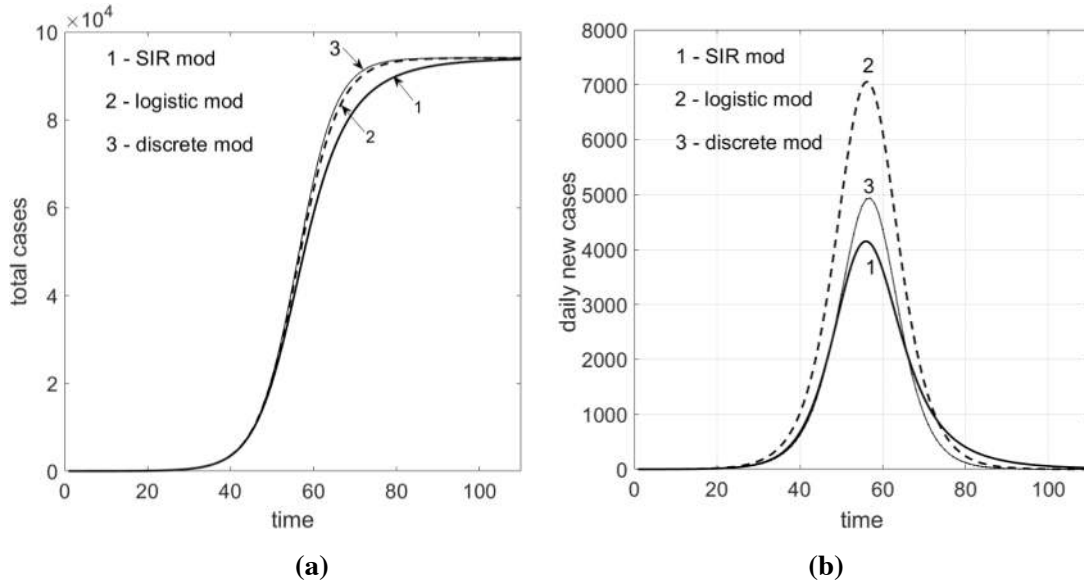 ×10⁴
10
8
6
4
2
0
total cases
1 - SIR mod
2 - logistic mod
3 - discrete mod
3
1
2
0 20 40 60 80 100
time
(a)
8000
7000
6000
5000
4000
3000
2000
1000
0
daily new cases
1 - SIR mod
2 - logistic mod
3 - discrete mod
2
3
1
0 20 40 60 80 100
time
(b)